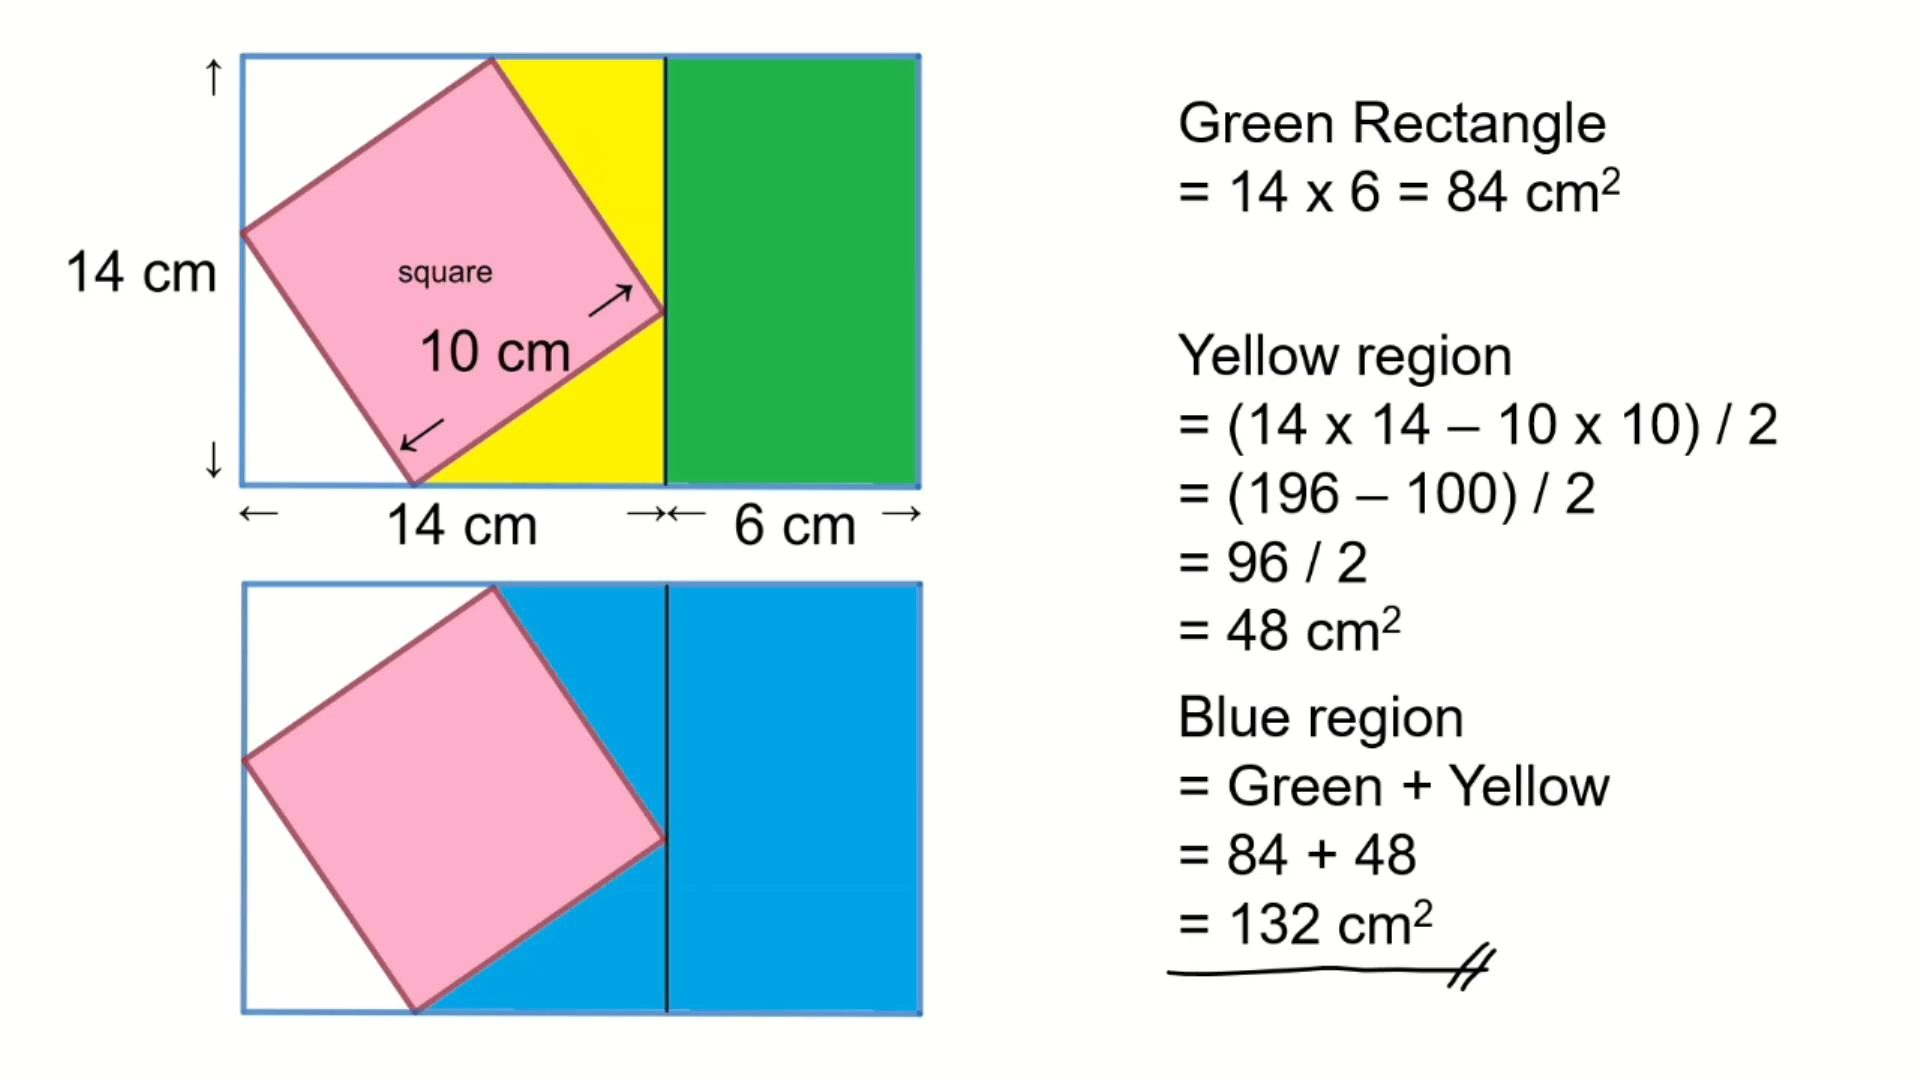 14 cm
square
10 cm
14 cm
6 cm
Green Rectangle
= 14 x 6 = 84 cm²
Yellow region
= (14 x 14 – 10 x 10) / 2
= (196 – 100) / 2
= 96 / 2
= 48 cm²
Blue region
= Green + Yellow
= 84 + 48
= 132 cm²